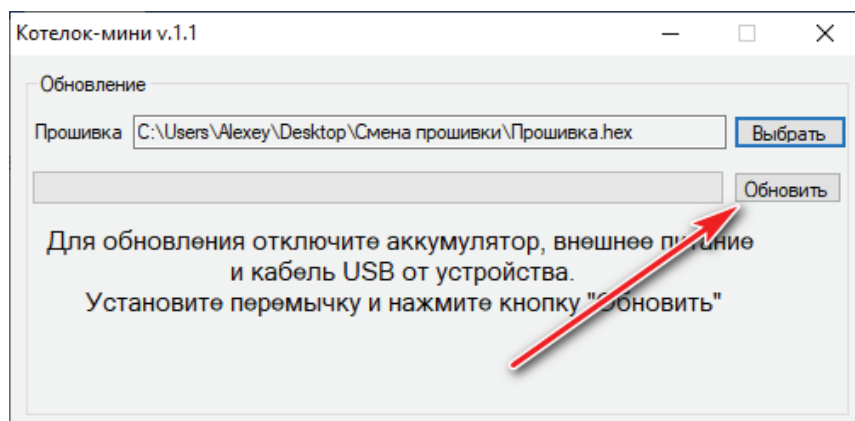 Котелок-мини v.1.1
Обновление
Прошивка C:\Users\Alexey\Desktop\Смена прошивки\Прошивка.hex Выбрать
Обновить
Для обновления отключите аккумулятор, внешнее питание
и кабель USB от устройства.
Установите перемычку и нажмите кнопку "Обновить"